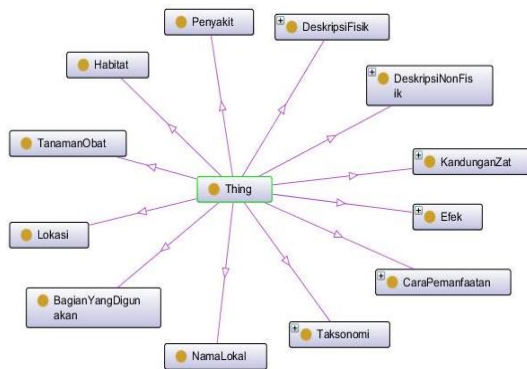 Penyakit
DeskripsiFisik
Habitat
DeskripsiNonFis
ik
TanamanObat
KandunganZat
Thing
Efek
Lokasi
CaraPemanfaatan
BagianYangDigun
akan
Taksonomi
NamaLokal